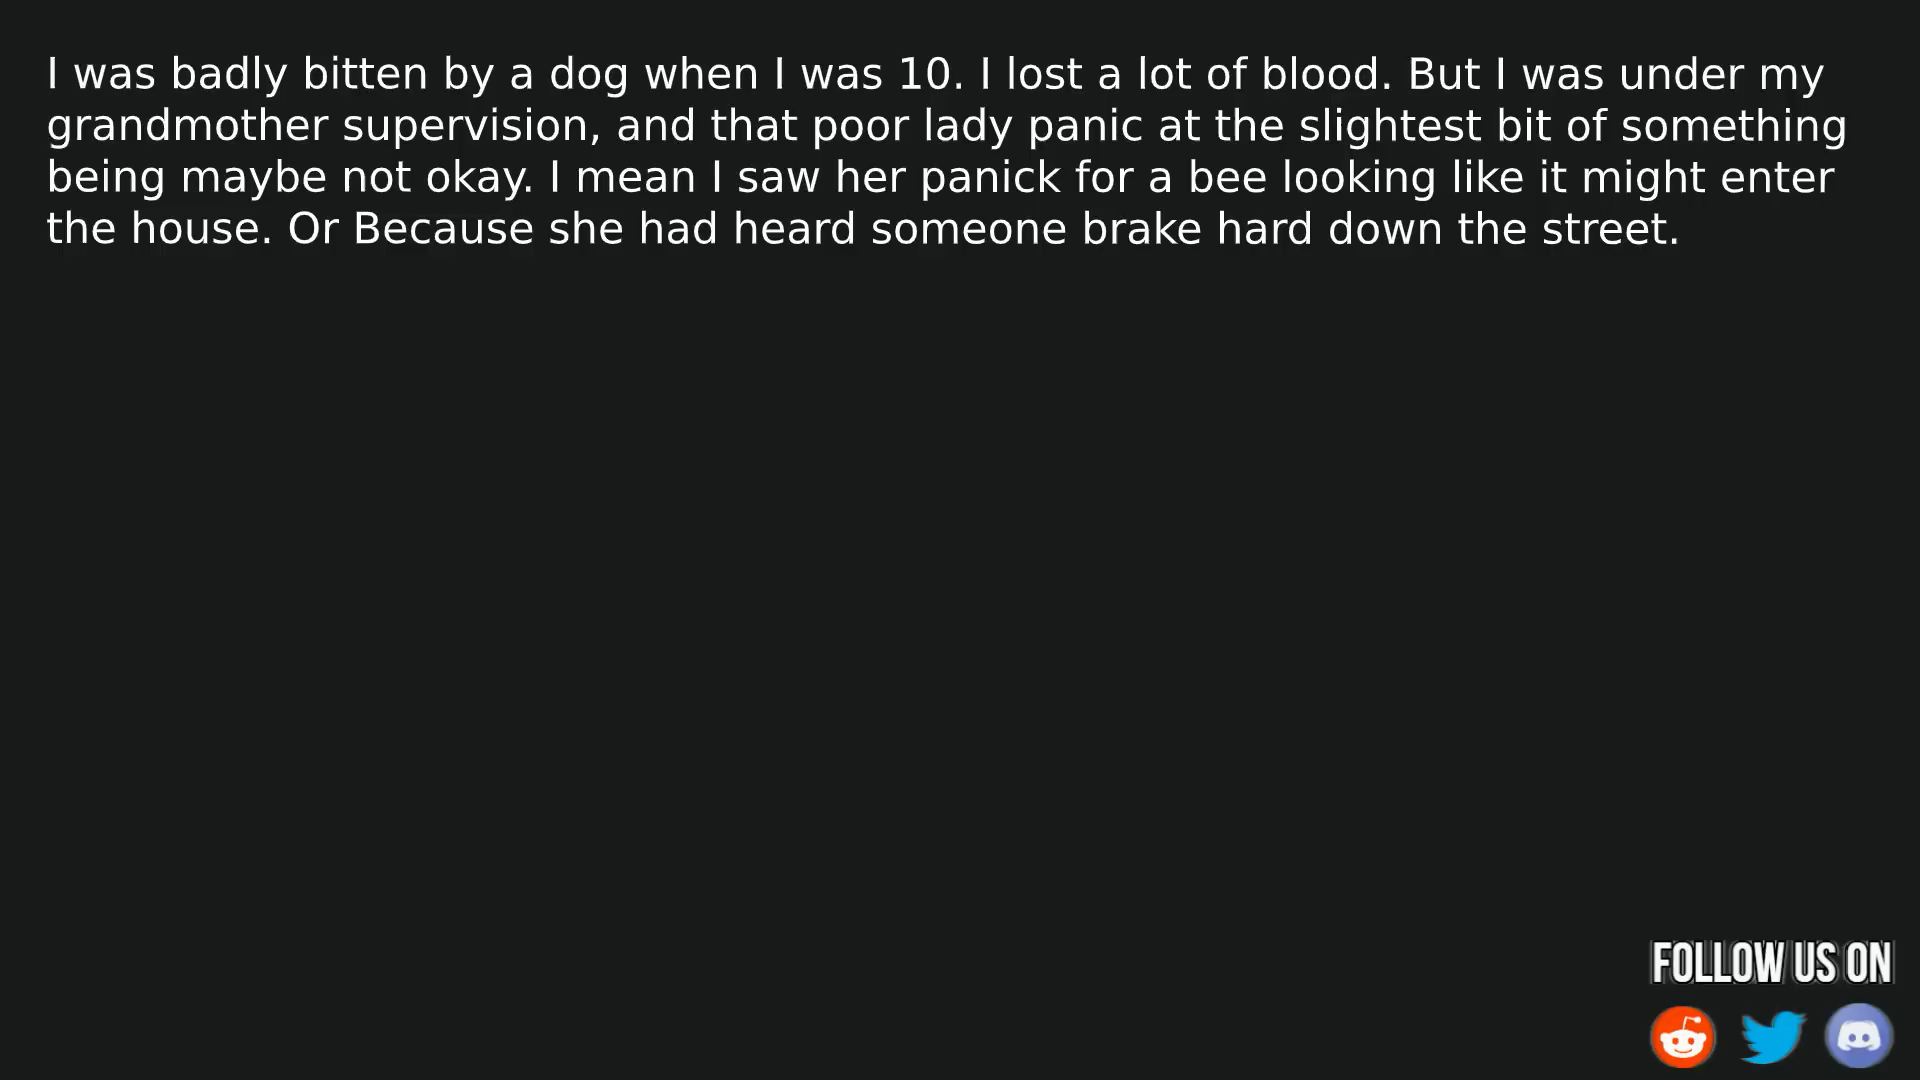 I was badly bitten by a dog when I was 10. I lost a lot of blood. But I was under my
grandmother supervision, and that poor lady panic at the slightest bit of something
being maybe not okay. I mean I saw her panick for a bee looking like it might enter
the house. Or Because she had heard someone brake hard down the street.
FOLLOW US ON